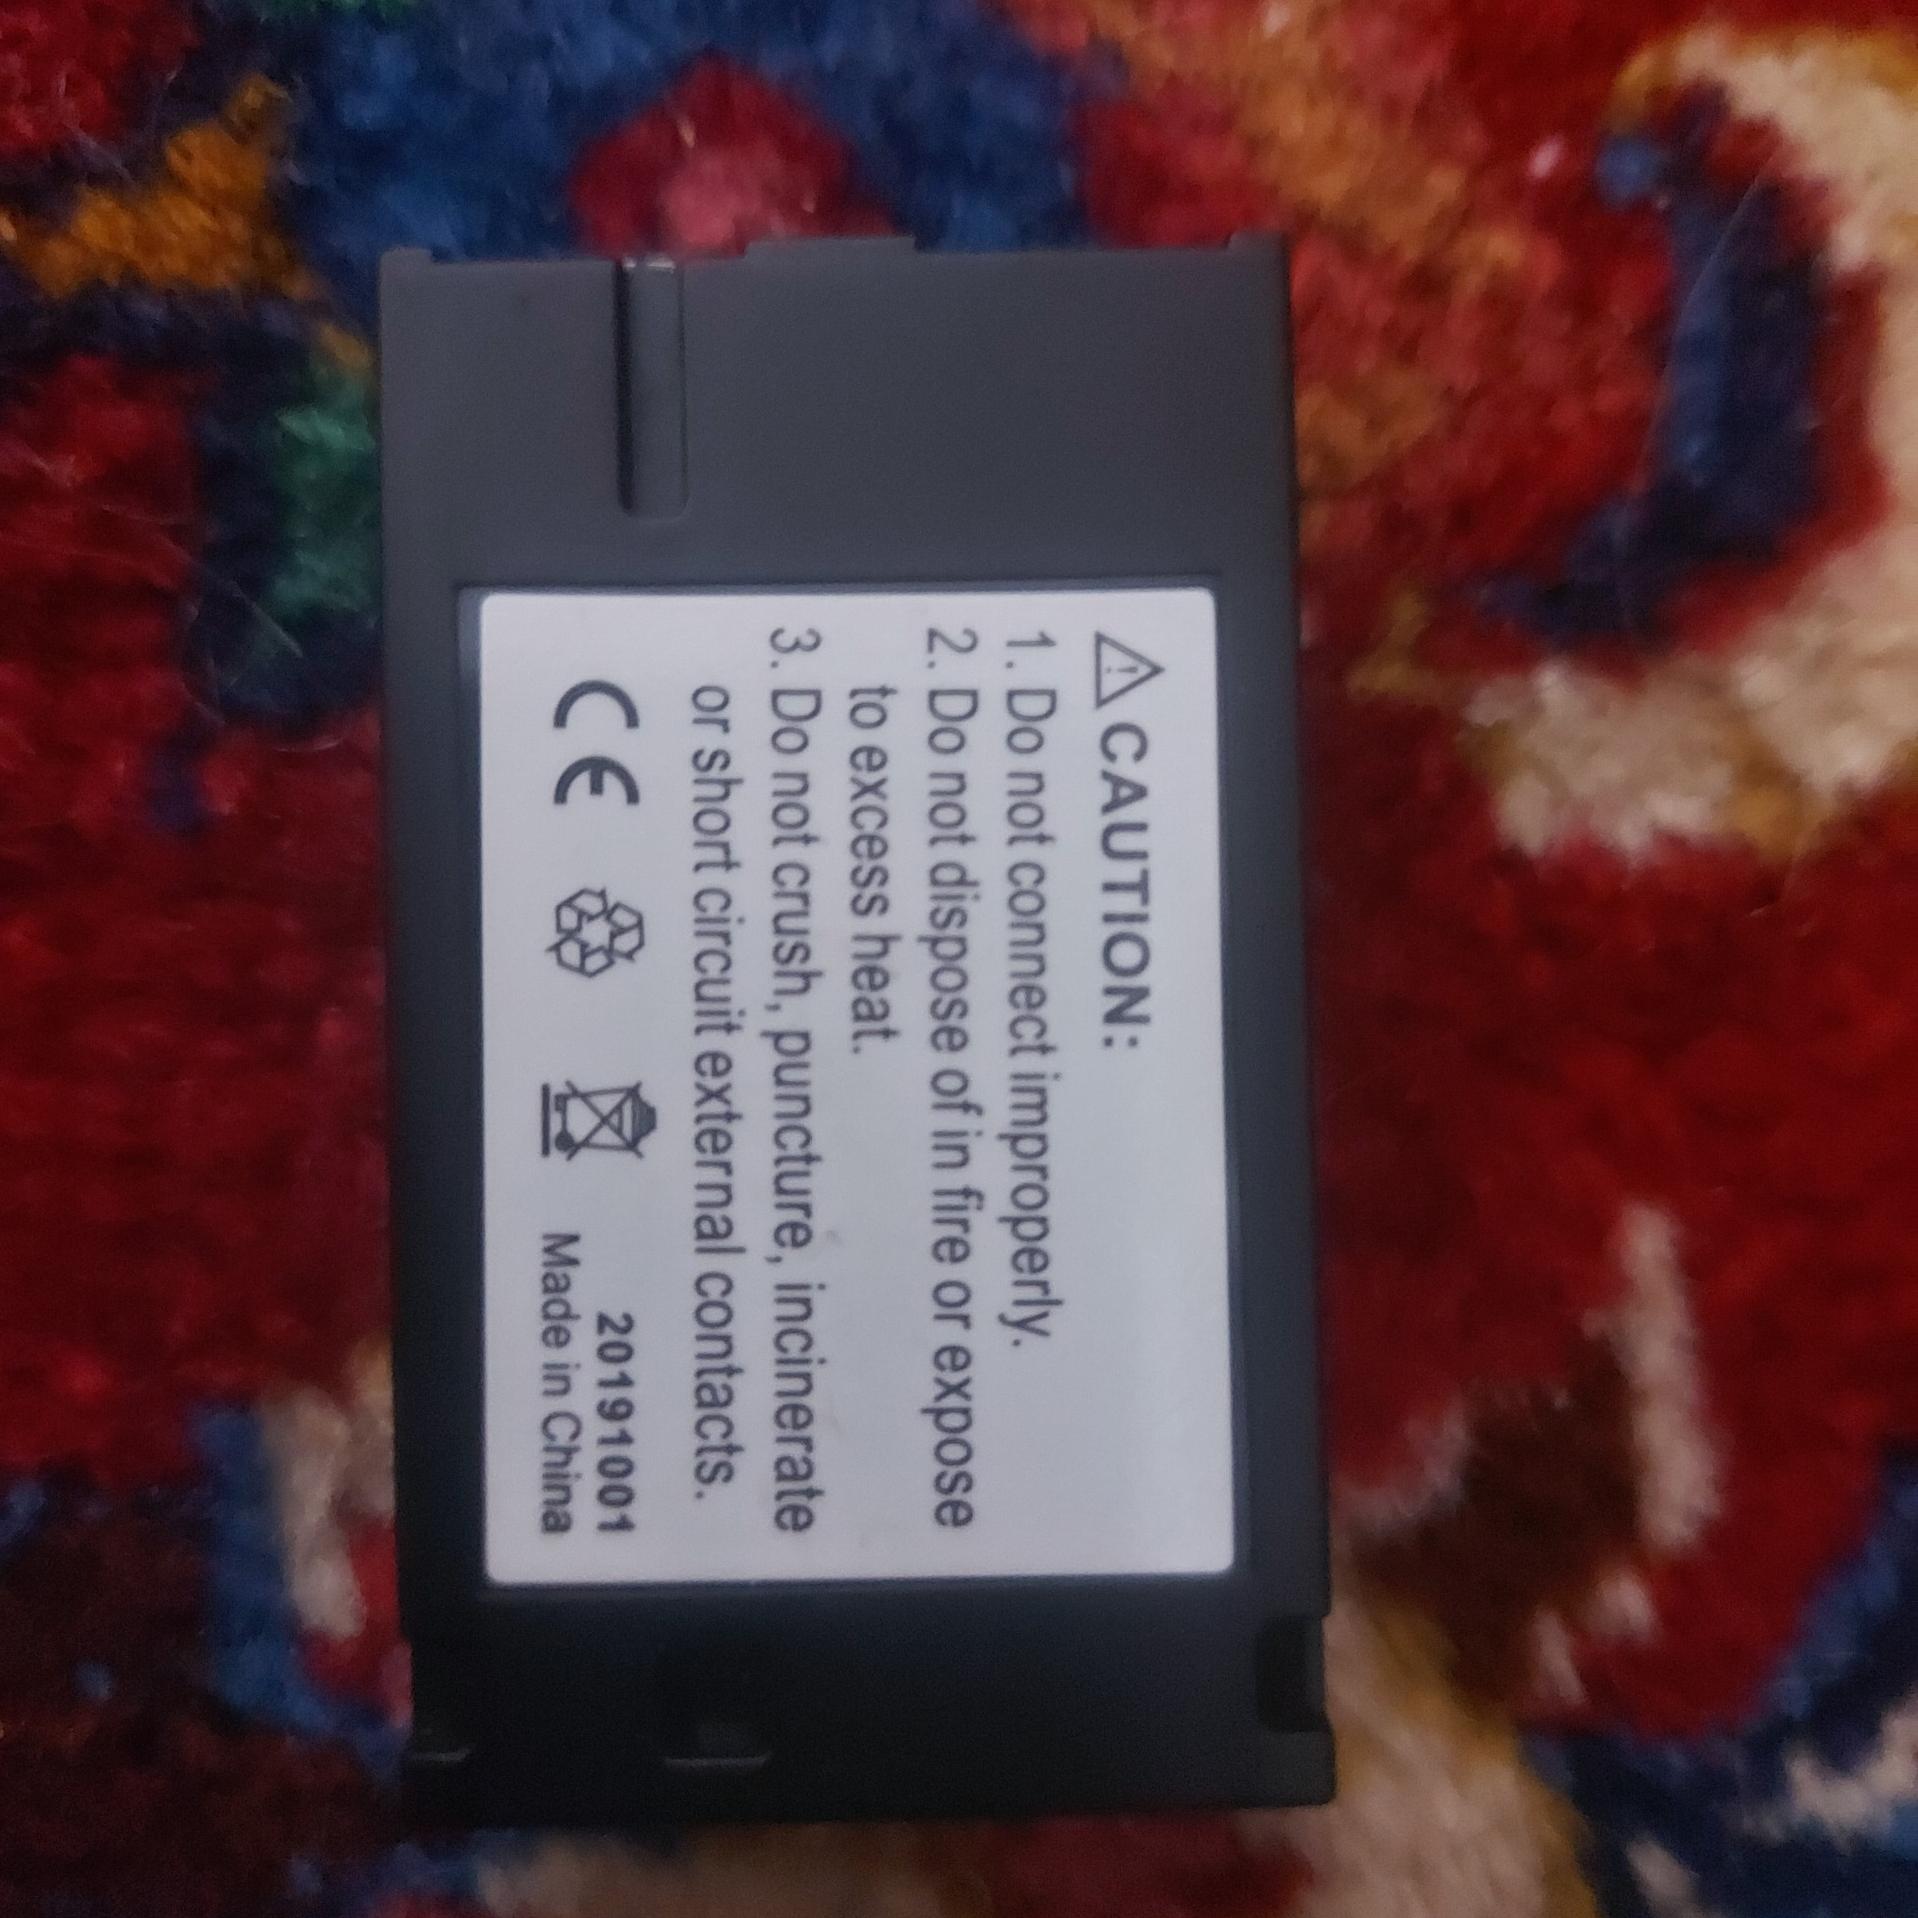 CAUTION:
1. Do not connect improperly.
2. Do not dispose of in fire or expose
to excess heat.
3. Do not crush, puncture, incinerate
or short circuit external contacts.
CE
20191001
Made in China